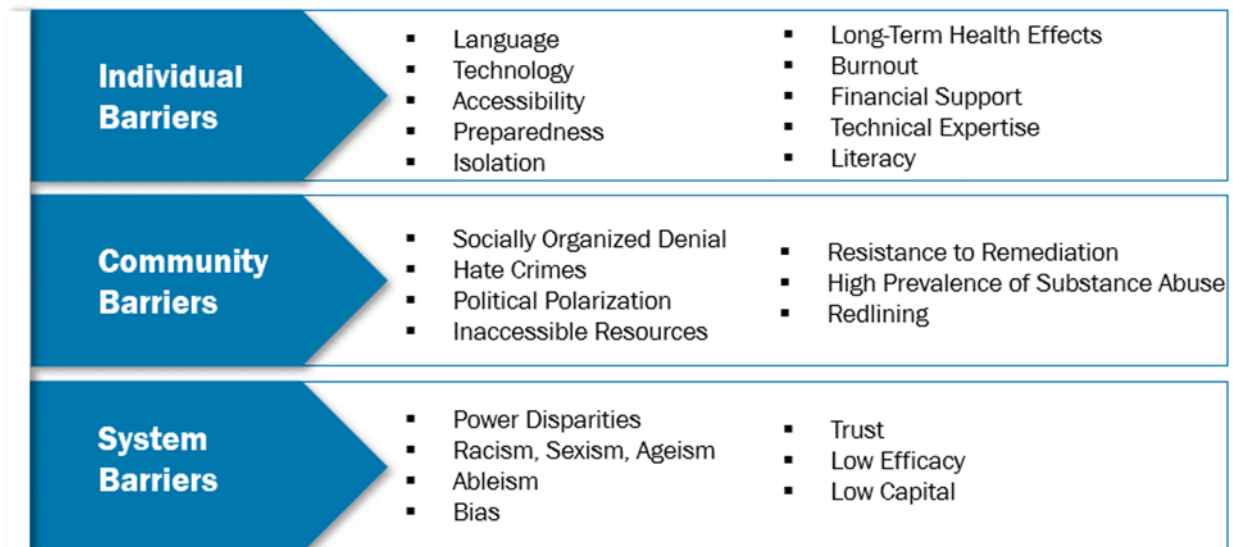 Individual
Barriers
▪ Language
▪ Technology
▪ Accessibility
▪ Preparedness
▪ Isolation
▪ Long-Term Health Effects
▪ Burnout
▪ Financial Support
▪ Technical Expertise
▪ Literacy
Community
Barriers
▪ Socially Organized Denial
▪ Hate Crimes
▪ Political Polarization
▪ Inaccessible Resources
▪ Resistance to Remediation
▪ High Prevalence of Substance Abuse
▪ Redlining
System
Barriers
▪ Power Disparities
▪ Racism, Sexism, Ageism
▪ Ableism
▪ Bias
▪ Trust
▪ Low Efficacy
▪ Low Capital